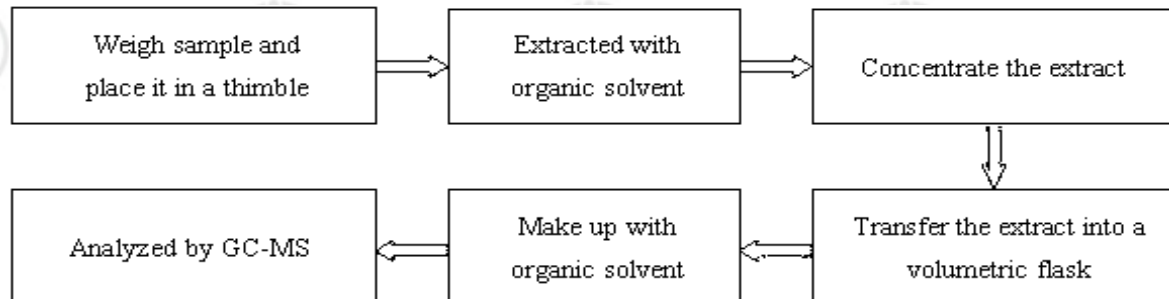 Weigh sample and
place it in a thimble
Extracted with
organic solvent
Concentrate the extract
Transfer the extract into a
volumetric flask
Make up with
organic solvent
Analyzed by GC-MS